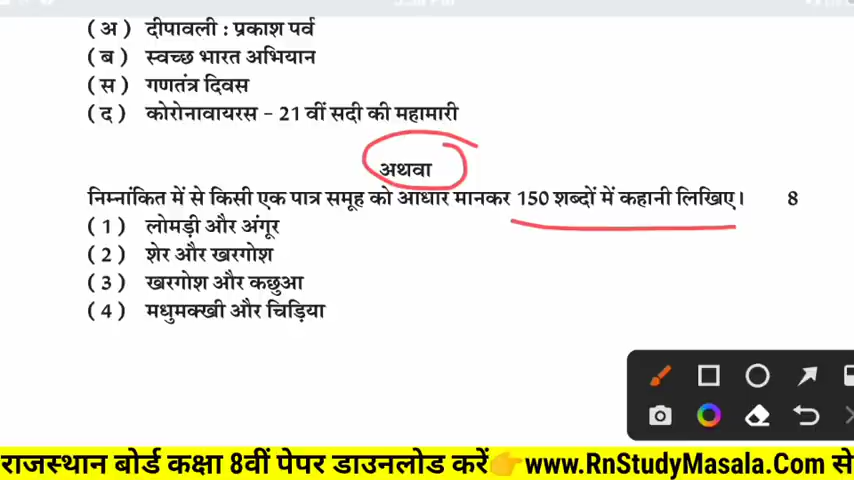 ( अ ) दीपावली : प्रकाश पर्व
( ब ) स्वच्छ भारत अभियान
( स ) गणतंत्र दिवस
( द ) कोरोनावायरस - 21 वीं सदी की महामारी
अथवा
निम्नांकित में से किसी एक पात्र समूह को आधार मानकर 150 शब्दों में कहानी लिखिए। 8
( 1 ) लोमड़ी और अंगूर
( 2 ) शेर और खरगोश
( 3 ) खरगोश और कछुआ
( 4 ) मधुमक्खी और चिड़िया
राजस्थान बोर्ड कक्षा 8वीं पेपर डाउनलोड करें👉www.RnStudyMasala.Com से